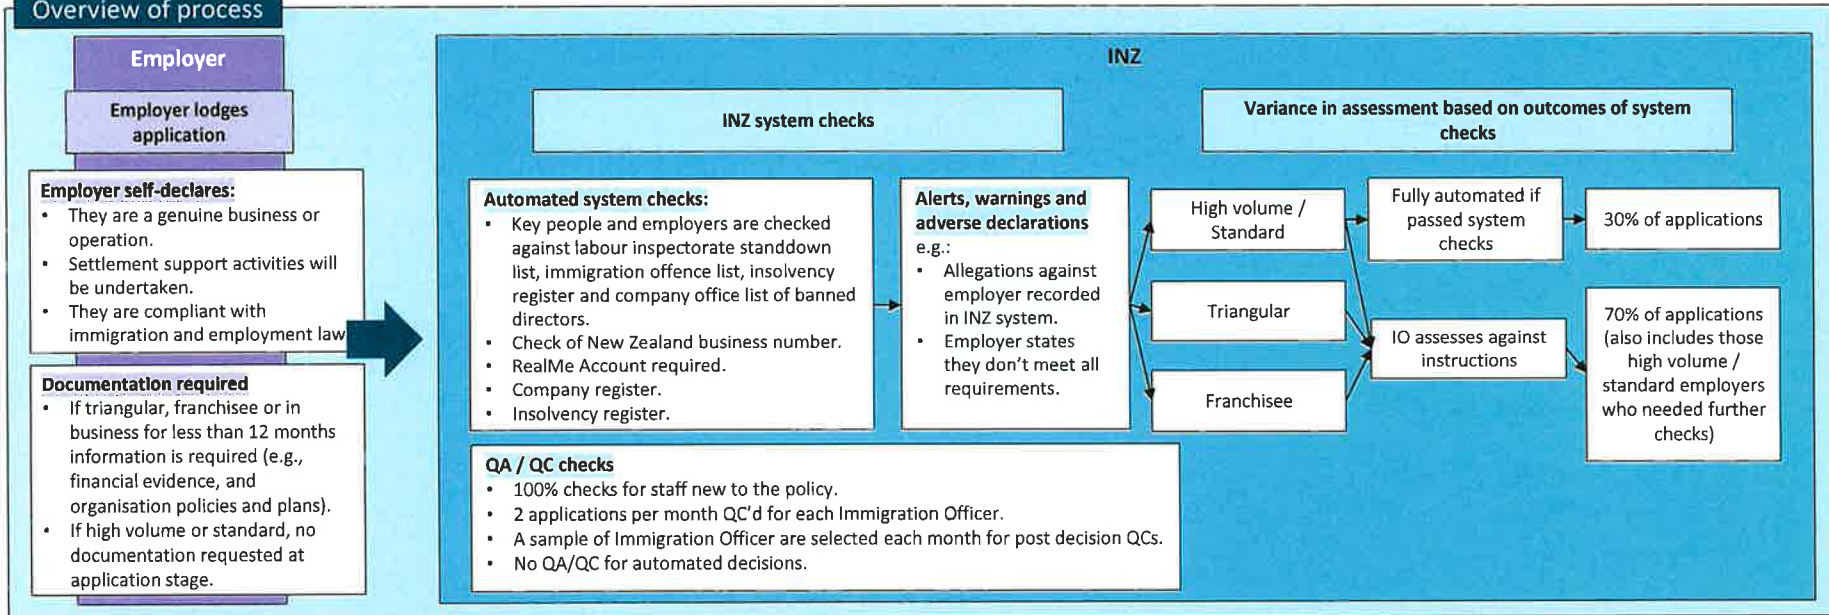 Overview of process
Employer
Employer lodges
application
Employer self-declares:
• They are a genuine business or
operation.
• Settlement support activities will
be undertaken.
• They are compliant with
immigration and employment law
Documentation required
• If triangular, franchisee or in
business for less than 12 months
information is required (e.g.,
financial evidence, and
organisation policies and plans).
• If high volume or standard, no
documentation requested at
application stage.
INZ
INZ system checks
Variance in assessment based on outcomes of system
checks
Automated system checks:
• Key people and employers are checked
against labour inspectorate standdown
list, immigration offence list, insolvency
register and company office list of banned
directors.
• Check of New Zealand business number.
• RealMe Account required.
• Company register.
• Insolvency register.
Alerts, warnings and
adverse declarations
e.g.:
• Allegations against
employer recorded
in INZ system.
• Employer states
they don't meet all
requirements.
High volume /
Standard
Triangular
Franchisee
Fully automated if
passed system
checks
IO assesses against
instructions
30% of applications
70% of applications
(also includes those
high volume /
standard employers
who needed further
checks)
QA / QC checks
• 100% checks for staff new to the policy.
• 2 applications per month QC'd for each Immigration Officer.
• A sample of Immigration Officer are selected each month for post decision QCs.
• No QA/QC for automated decisions.